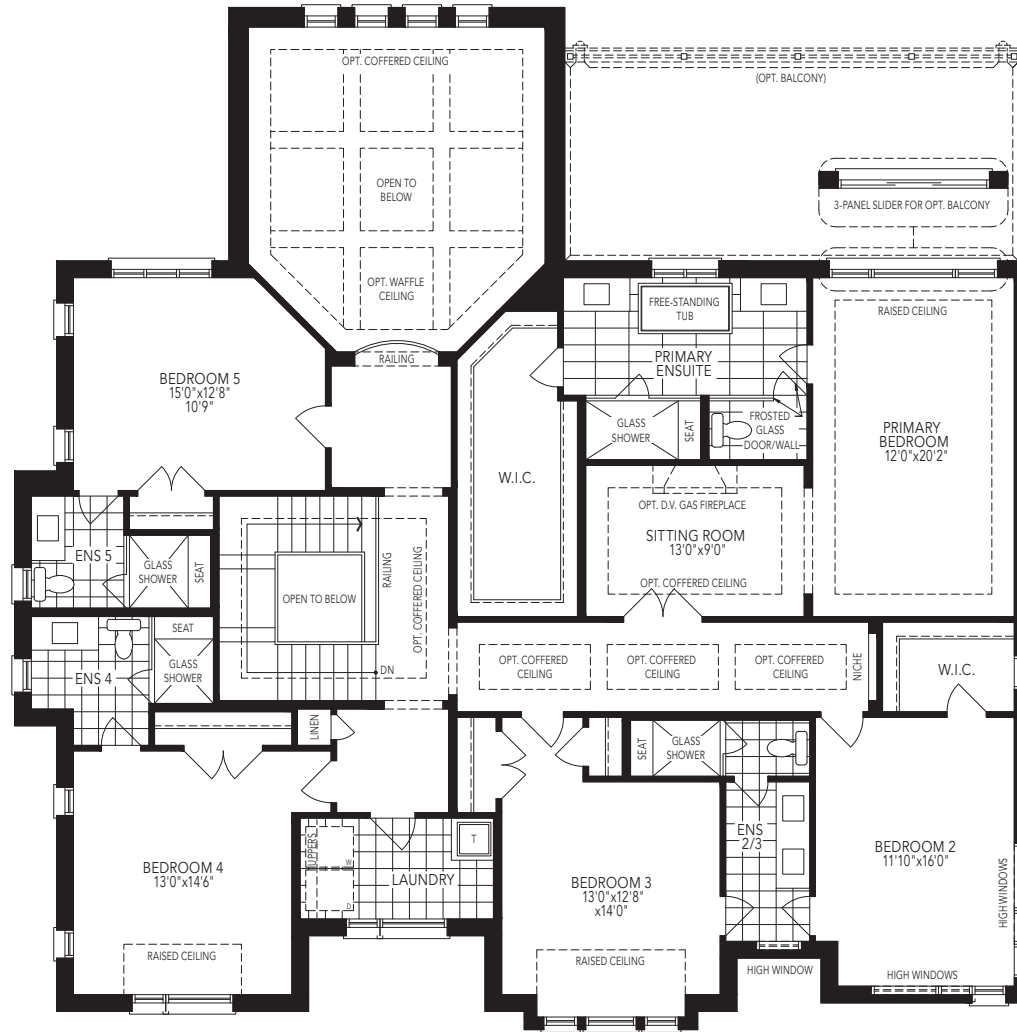 OPT. COFFERED CEILING
(OPT. BALCONY)
OPEN TO
BELOW
3-PANEL SLIDER FOR OPT. BALCONY
OPT. WAFFLE
CEILING
FREE-STANDING
TUB
RAISED CEILING
RAILING
PRIMARY
ENSUITE
BEDROOM 5
15'0"x12'8"
10'9"
GLASS
SHOWER
SEAT
FROSTED
GLASS
DOOR/WALL
PRIMARY
BEDROOM
12'0"x20'2"
W.I.C.
OPT. D.V. GAS FIREPLACE
SITTING ROOM
13'0"x9'0"
OPT. COFFERED CEILING
ENS 5
GLASS
SHOWER
SEAT
OPEN TO BELOW
RAILING
OPT. COFFERED CEILING
DN
SEAT
GLASS
SHOWER
ENS 4
OPT. COFFERED
CEILING
OPT. COFFERED
CEILING
OPT. COFFERED
CEILING
NICHE
W.I.C.
LINEN
SEAT
GLASS
SHOWER
UPPERS
W
D
T
LAUNDRY
ENS
2/3
BEDROOM 2
11'10"x16'0"
BEDROOM 4
13'0"x14'6"
BEDROOM 3
13'0"x12'8"
x14'0"
HIGH WINDOWS
RAISED CEILING
RAISED CEILING
HIGH WINDOW
HIGH WINDOWS